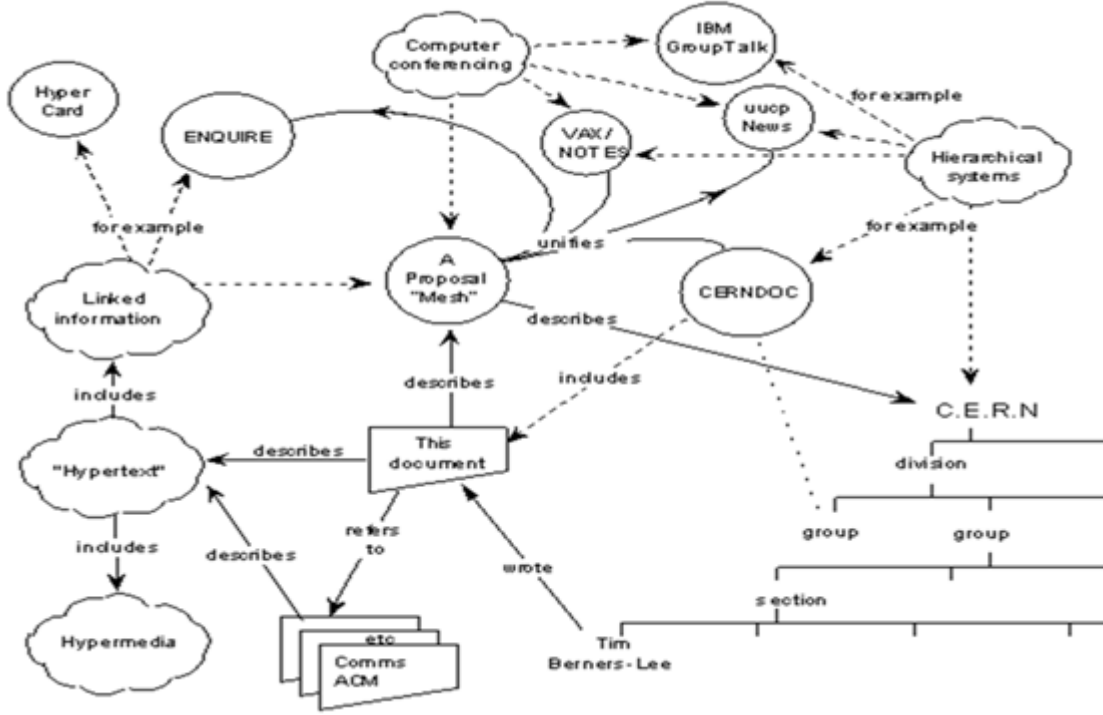 IBM
GroupTalk
Computer
conferencing
Hyper
Card
for example
uucp
News
ENQUIRE
VAX/
NOTES
Hierarchical
systems
for example
unifies
for example
A
Proposal
"Mesh"
CERNDOC
Linked
information
describes
includes
describes
includes
C.E.R.N
This
document
describes
"Hypertext"
division
refers
to
group
group
includes
describes
wrote
section
Hypermedia
etc
Tim
Berners-Lee
Comms
ACM